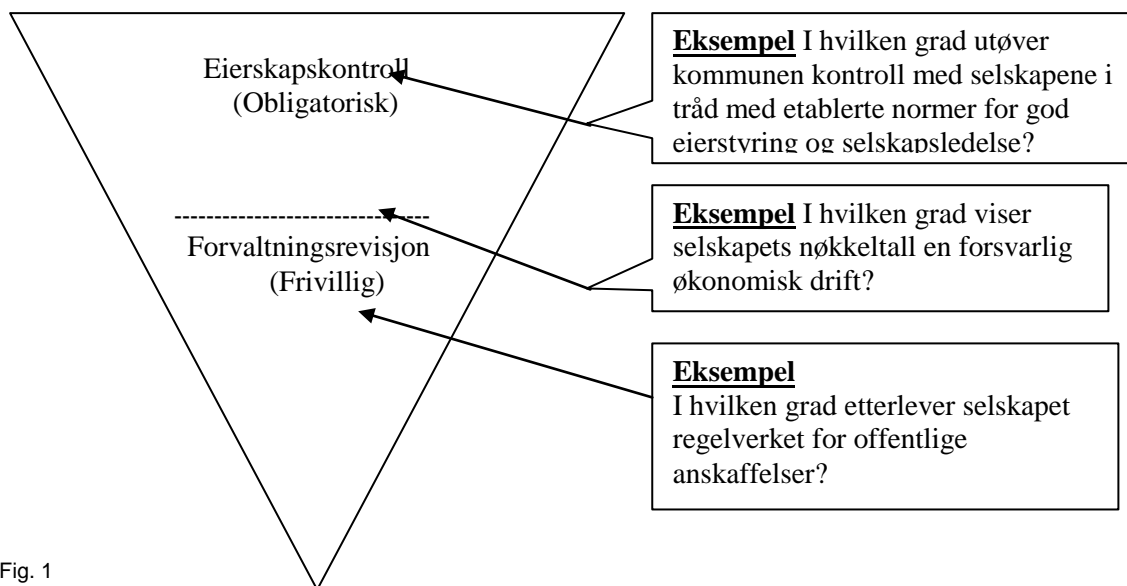 Eierskapskontroll
(Obligatorisk)
Forvaltningsrevisjon
(Frivillig)
Eksempel I hvilken grad utøver
kommunen kontroll med selskapene i
tråd med etablerte normer for god
eierstyring og selskapsledelse?
Eksempel I hvilken grad viser
selskapets nøkkeltall en forsvarlig
økonomisk drift?
Eksempel
I hvilken grad etterlever selskapet
regelverket for offentlige
anskaffelser?
Fig. 1